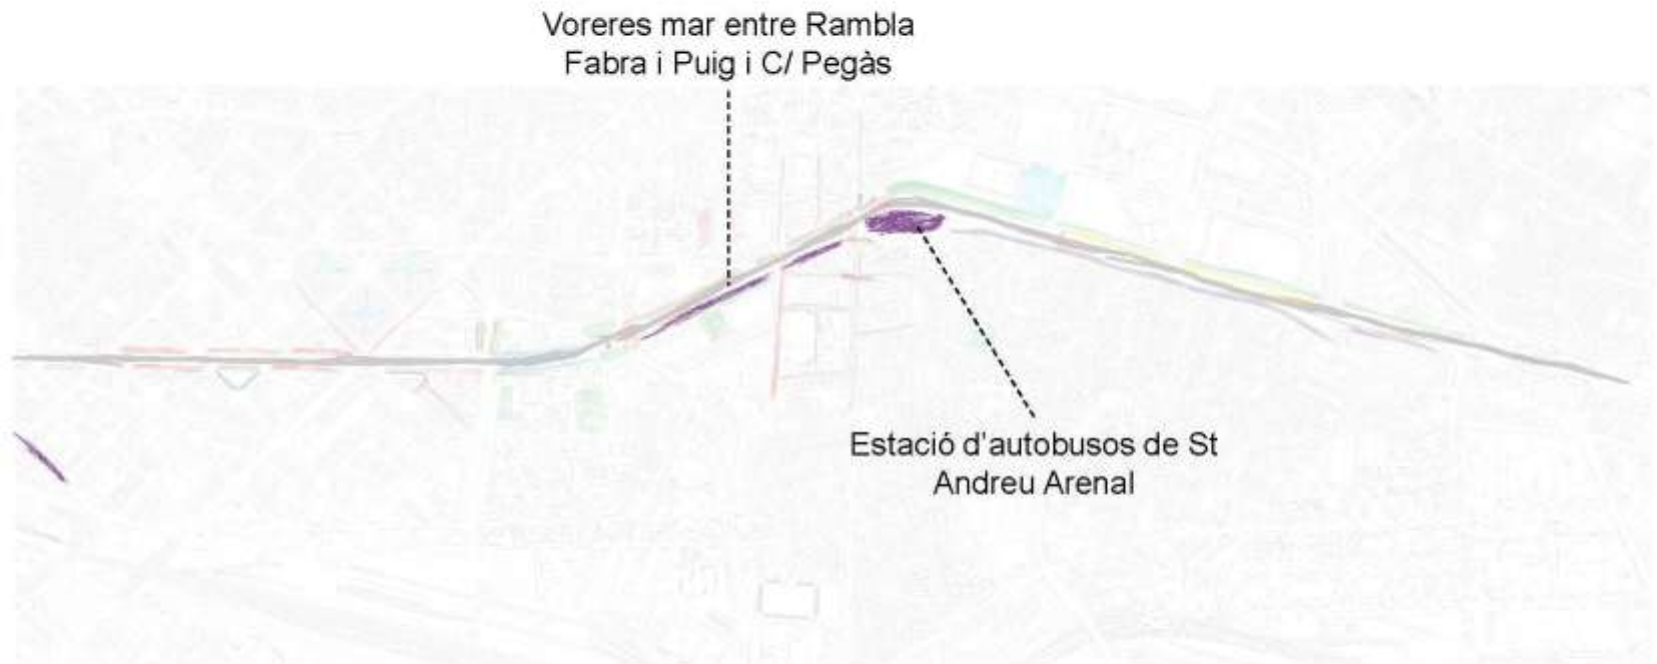 Voreres mar entre Rambla
Fabra i Puig i C/ Pegàs
Estació d'autobusos de St
Andreu Arenal